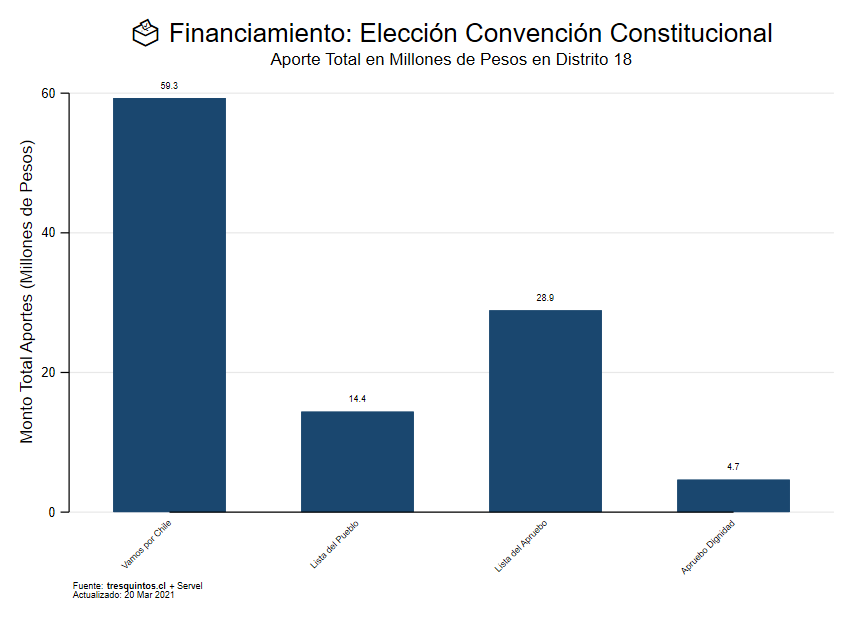 Financiamiento: Elección Convención Constitucional
Aporte Total en Millones de Pesos en Distrito 18
Monto Total Aportes (Millones de Pesos)
60
40
20
0
59.3
14.4
28.9
4.7
Vamos por Chile
Lista del Pueblo
Lista del Apruebo
Apruebo Dignidad
Fuente: tresquintos.cl + Servel
Actualizado: 20 Mar 2021